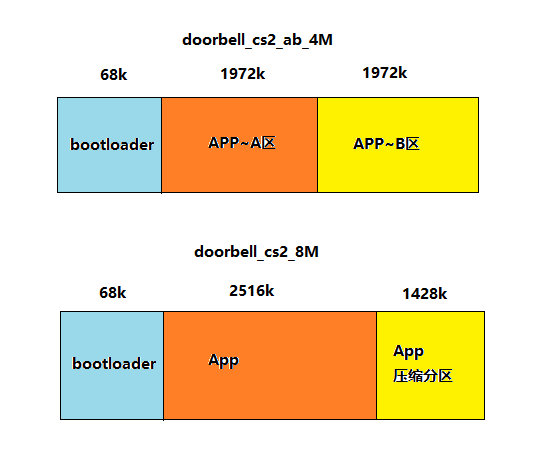 doorbell_cs2_ab_4M
68k 1972k 1972k
bootloader APP~A区 APP~B区
doorbell_cs2_8M
68k 2516k 1428k
bootloader App App
压缩分区